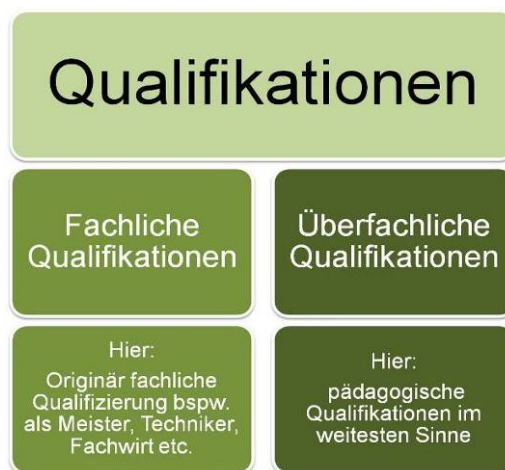 Qualifikationen
Fachliche
Qualifikationen
Überfachliche
Qualifikationen
Hier:
Originär fachliche
Qualifizierung bspw.
als Meister, Techniker,
Fachwirt etc.
Hier:
pädagogische
Qualifikationen im
weitesten Sinne